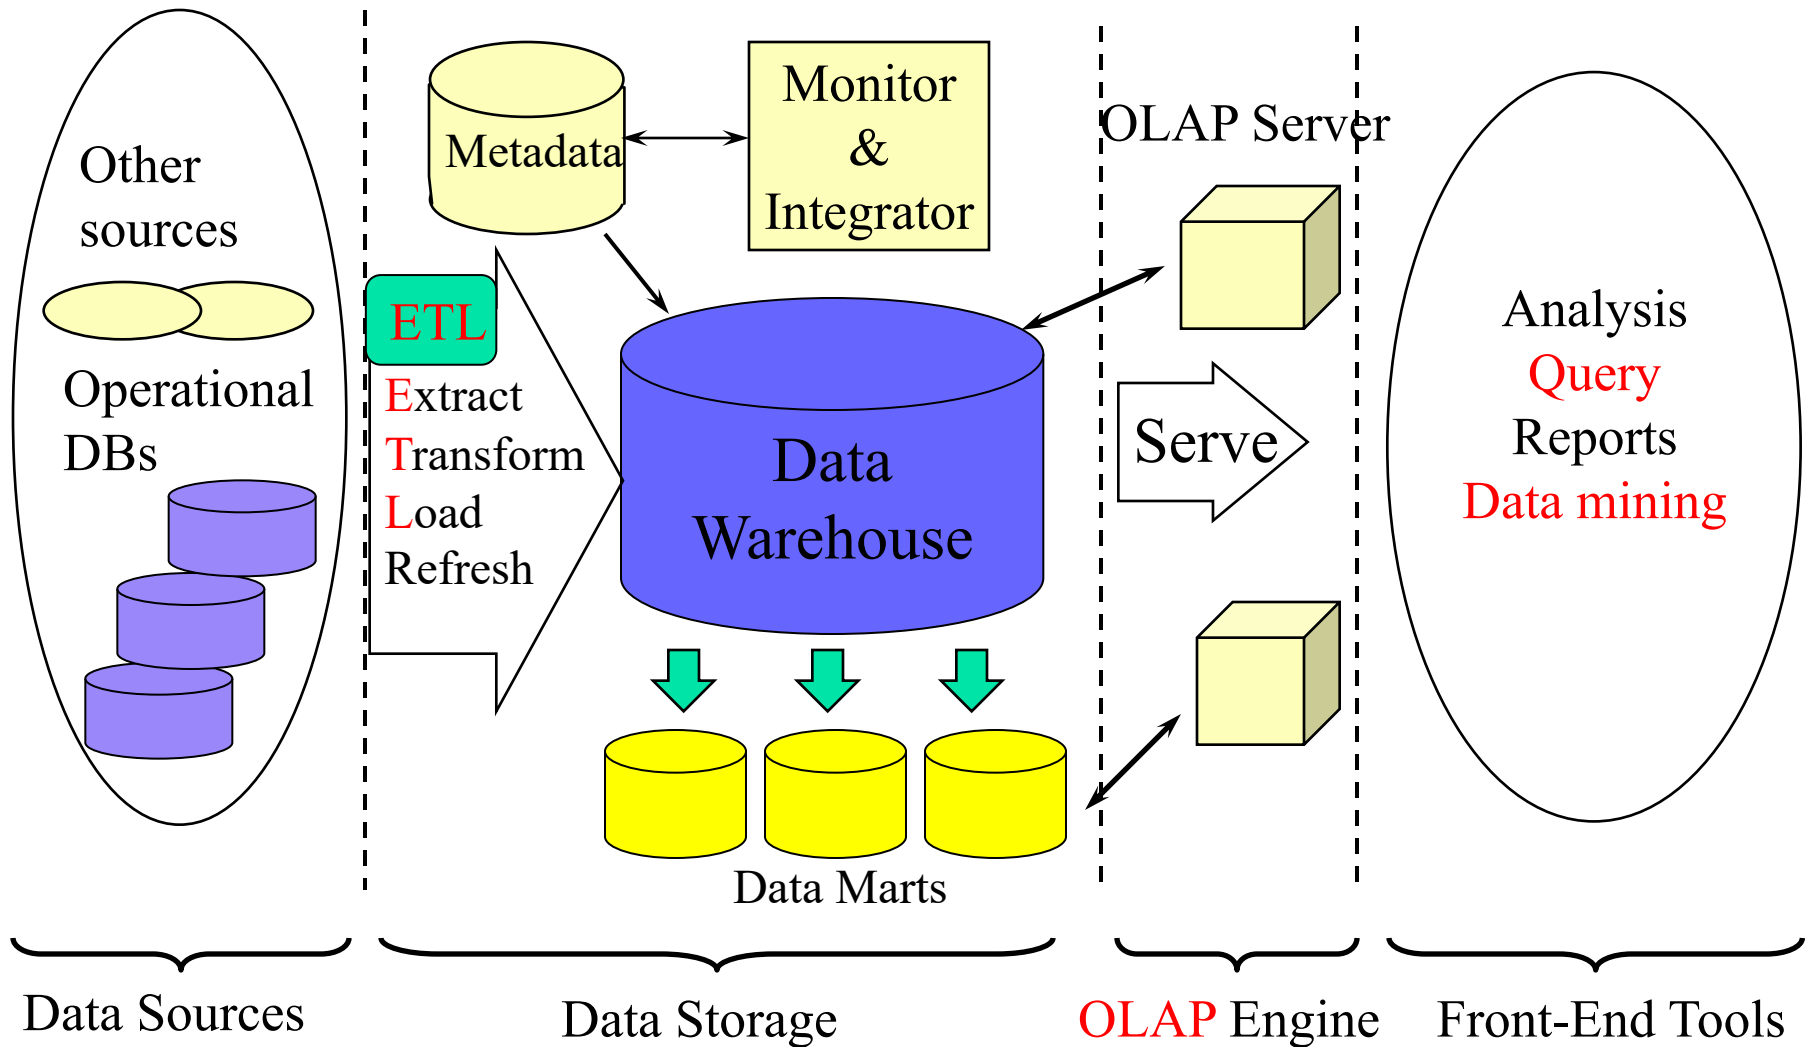 Other
sources
Operational
DBs
Metadata
Monitor
&
Integrator
ETL
Extract
Transform
Load
Refresh
Data
Warehouse
Data Marts
OLAP Server
Serve
Analysis
Query
Reports
Data mining
Data Sources
Data Storage
OLAP Engine
Front-End Tools